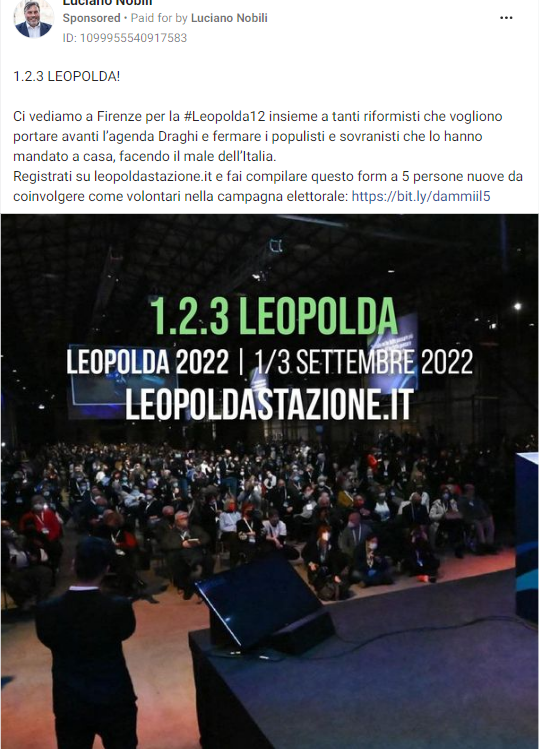 Luciano Nobili
Sponsored • Paid for by Luciano Nobili
ID: 1099955540917583
1.2.3 LEOPOLDA!
Ci vediamo a Firenze per la #Leopolda12 insieme a tanti riformisti che vogliono
portare avanti l'agenda Draghi e fermare i populisti e sovranisti che lo hanno
mandato a casa, facendo il male dell'Italia.
Registrati su leopoldastazione.it e fai compilare questo form a 5 persone nuove da
coinvolgere come volontari nella campagna elettorale: https://bit.ly/dammiil5
1.2.3 LEOPOLDA
LEOPOLDA 2022 | 1/3 SETTEMBRE 2022
LEOPOLDASTAZIONE.IT